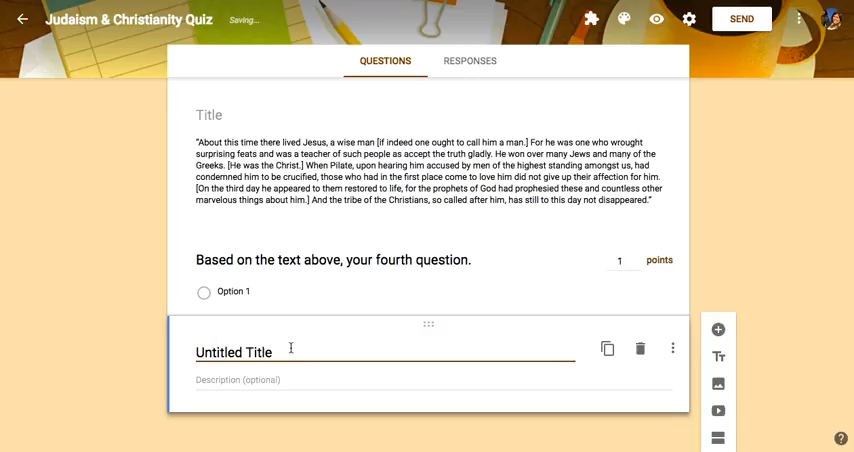 Judaism & Christianity Quiz
Saving...
SEND
QUESTIONS
RESPONSES
Title
"About this time there lived Jesus, a wise man [if indeed one ought to call him a man.] For he was one who wrought
surprising feats and was a teacher of such people as accept the truth gladly. He won over many Jews and many of the
Greeks. [He was the Christ.] When Pilate, upon hearing him accused by men of the highest standing amongst us, had
condemned him to be crucified, those who had in the first place come to love him did not give up their affection for him.
[On the third day he appeared to them restored to life, for the prophets of God had prophesied these and countless other
marvelous things about him.] And the tribe of the Christians, so called after him, has still to this day not disappeared."
Based on the text above, your fourth question.
1 points
Option 1
Untitled Title
Description (optional)
Tт
?